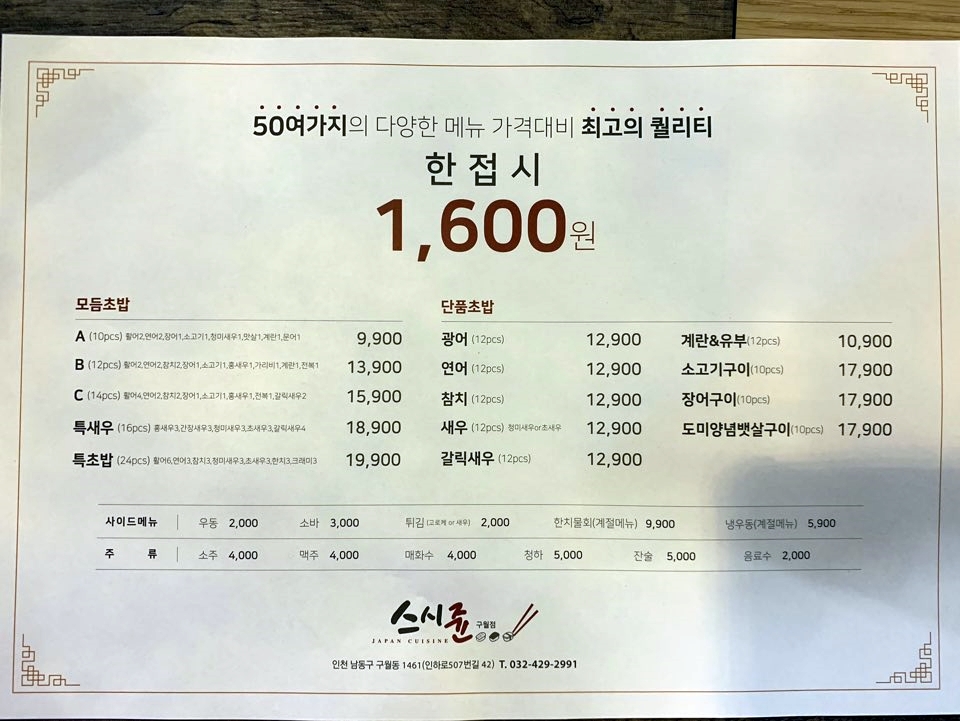 50여가지의 다양한 메뉴 가격대비 최고의 퀄리티
한 접 시
1,600원
모듬초밥
A (10pcs) 활어2,연어2,장어1,소고기1,청미새우1,맛살1,계란1,문어1 9,900
B (12pcs) 활어2,연어2,참치2,장어1,소고기1,홍새우1,가리비1,계란1,전복1 13,900
C (14pcs) 활어4,연어2,참치2,장어1,소고기1,홍새우1,전복1,갈릭새우2 15,900
특새우 (16pcs) 홍새우3,간장새우3,청미새우3,초새우3,갈릭새우4 18,900
특초밥 (24pcs) 활어6,연어3,참치3,청미새우3,초새우3,한치3,크래미3 19,900
단품초밥
광어 (12pcs) 12,900
연어 (12pcs) 12,900
참치 (12pcs) 12,900
새우 (12pcs) 청미새우or초새우 12,900
갈릭새우 (12pcs) 12,900
계란&유부(12pcs) 10,900
소고기구이(10pcs) 17,900
장어구이(10pcs) 17,900
도미양념뱃살구이(10pcs) 17,900
사이드메뉴 우동 2,000 소바 3,000 튀김 (고로케 or 새우) 2,000 한치물회(계절메뉴) 9,900 냉우동(계절메뉴) 5,900
주 류 소주 4,000 맥주 4,000 매화수 4,000 청하 5,000 잔술 5,000 음료수 2,000
스시륜 구월점
JAPAN CUISINE
인천 남동구 구월동 1461(인하로507번길 42) T. 032-429-2991